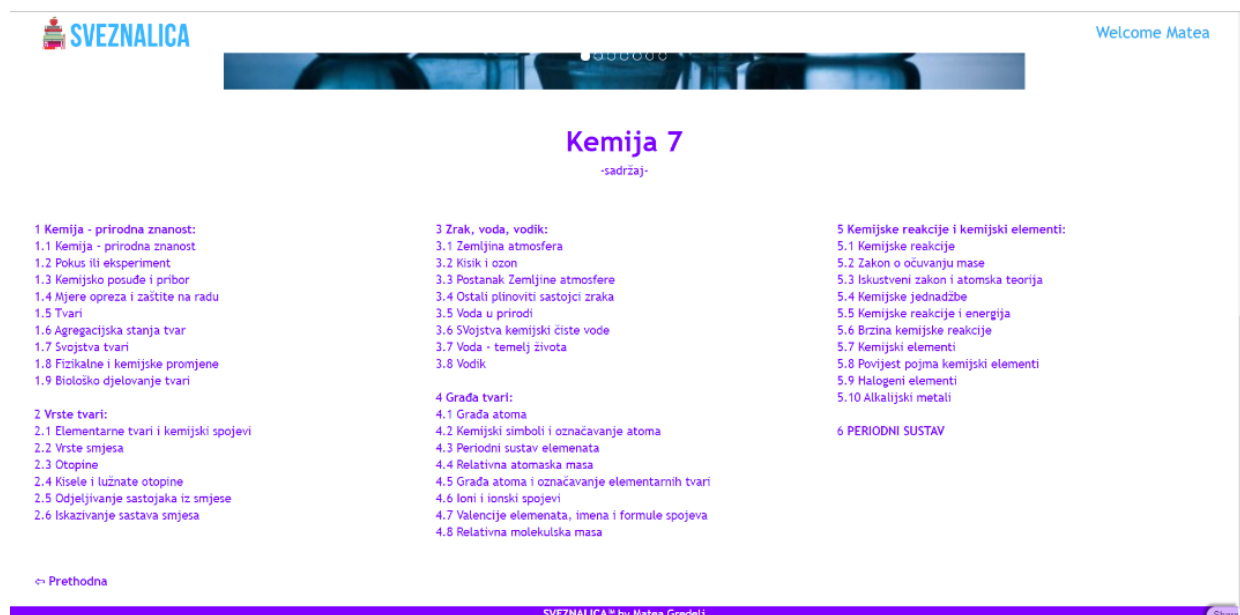 SVEZNALICA
Welcome Matea
Kemija 7
-sadržaj-
1 Kemija - prirodna znanost:
1.1 Kemija - prirodna znanost
1.2 Pokus ili eksperiment
1.3 Kemijsko posuđe i pribor
1.4 Mjere opreza i zaštite na radu
1.5 Tvari
1.6 Agregacijska stanja tvar
1.7 Svojstva tvari
1.8 Fizikalne i kemijske promjene
1.9 Biološko djelovanje tvari
2 Vrste tvari:
2.1 Elementarne tvari i kemijski spojevi
2.2 Vrste smjesa
2.3 Otopine
2.4 Kisele i lužnate otopine
2.5 Odjeljivanje sastojaka iz smjese
2.6 Iskazivanje sastava smjesa
3 Zrak, voda, vodik:
3.1 Zemljina atmosfera
3.2 Kisik i ozon
3.3 Postanak Zemljine atmosfere
3.4 Ostali plinoviti sastojci zraka
3.5 Voda u prirodi
3.6 SVojstva kemijski čiste vode
3.7 Voda - temelj života
3.8 Vodik
4 Građa tvari:
4.1 Građa atoma
4.2 Kemijski simboli i označavanje atoma
4.3 Periodni sustav elemenata
4.4 Relativna atomaska masa
4.5 Građa atoma i označavanje elementarnih tvari
4.6 Ioni i ionski spojevi
4.7 Valencije elemenata, imena i formule spojeva
4.8 Relativna molekulska masa
5 Kemijske reakcije i kemijski elementi:
5.1 Kemijske reakcije
5.2 Zakon o očuvanju mase
5.3 Iskustveni zakon i atomska teorija
5.4 Kemijske jednadžbe
5.5 Kemijske reakcije i energija
5.6 Brzina kemijske reakcije
5.7 Kemijski elementi
5.8 Povijest pojma kemijski elementi
5.9 Halogeni elementi
5.10 Alkalijski metali
6 PERIODNI SUSTAV
⇦ Prethodna
SVEZNALICA™ by Matea Gredelj